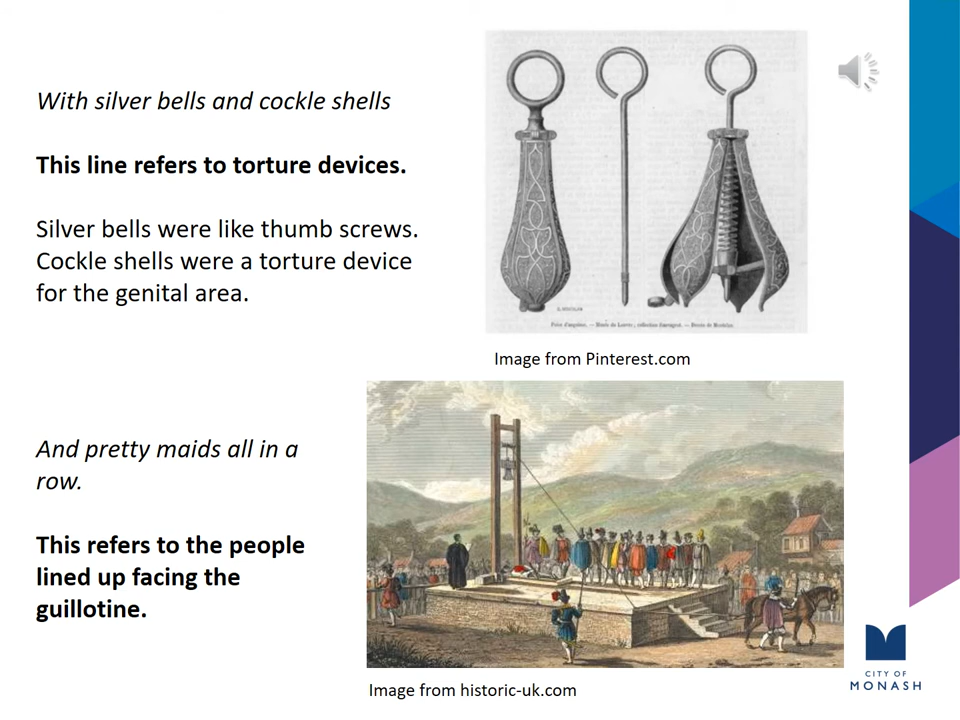 With silver bells and cockle shells
This line refers to torture devices.
Silver bells were like thumb screws.
Cockle shells were a torture device
for the genital area.
Image from Pinterest.com
And pretty maids all in a
row.
This refers to the people
lined up facing the
guillotine.
Image from historic-uk.com
CITY OF
MONASH